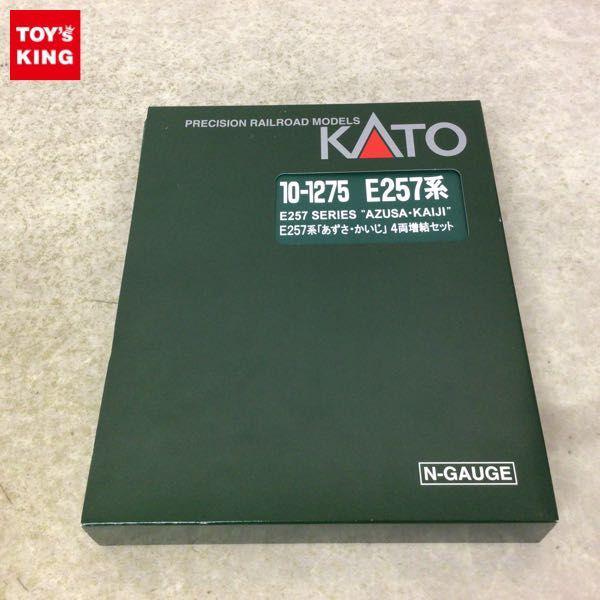 TOY's
KING
PRECISION RAILROAD MODELS
KATO
10-1275 E257系
E257 SERIES "AZUSA・KAIJI"
E257系「あずさ・かいじ」4両増結セット
N-GAUGE